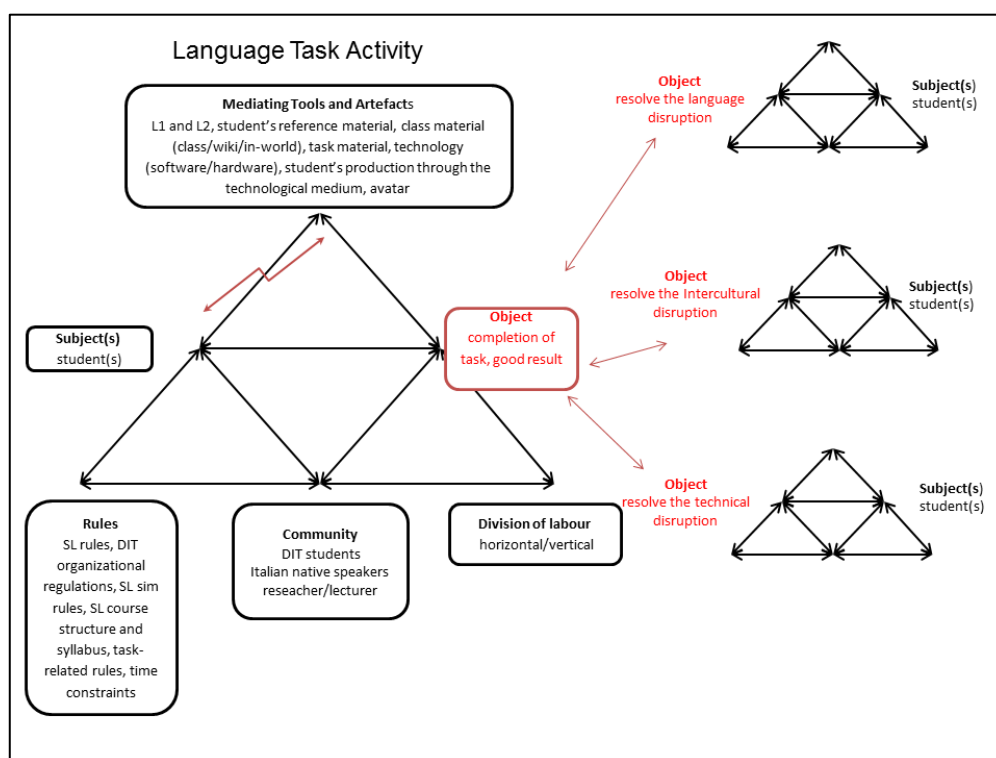 Language Task Activity
Mediating Tools and Artefacts
L1 and L2, student's reference material, class material
(class/wiki/in-world), task material, technology
(software/hardware), student's production through the
technological medium, avatar
Subject(s)
student(s)
Object
completion of
task, good result
Rules
SL rules, DIT
organizational
regulations, SL sim
rules, SL course
structure and
syllabus, task-
related rules, time
constraints
Community
DIT students
Italian native speakers
reseacher/lecturer
Division of labour
horizontal/vertical
Object
resolve the language
disruption
Subject(s)
student(s)
Object
resolve the Intercultural
disruption
Subject(s)
student(s)
Object
resolve the technical
disruption
Subject(s)
student(s)